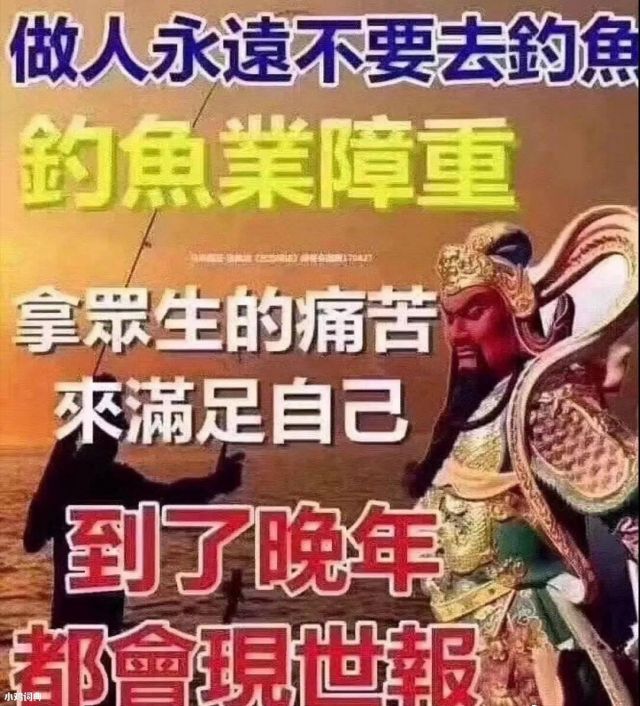 做人永遠不要去釣魚
釣魚業障重
拿眾生的痛苦
來滿足自己
到了晚年
都會現世報
小鸡词典